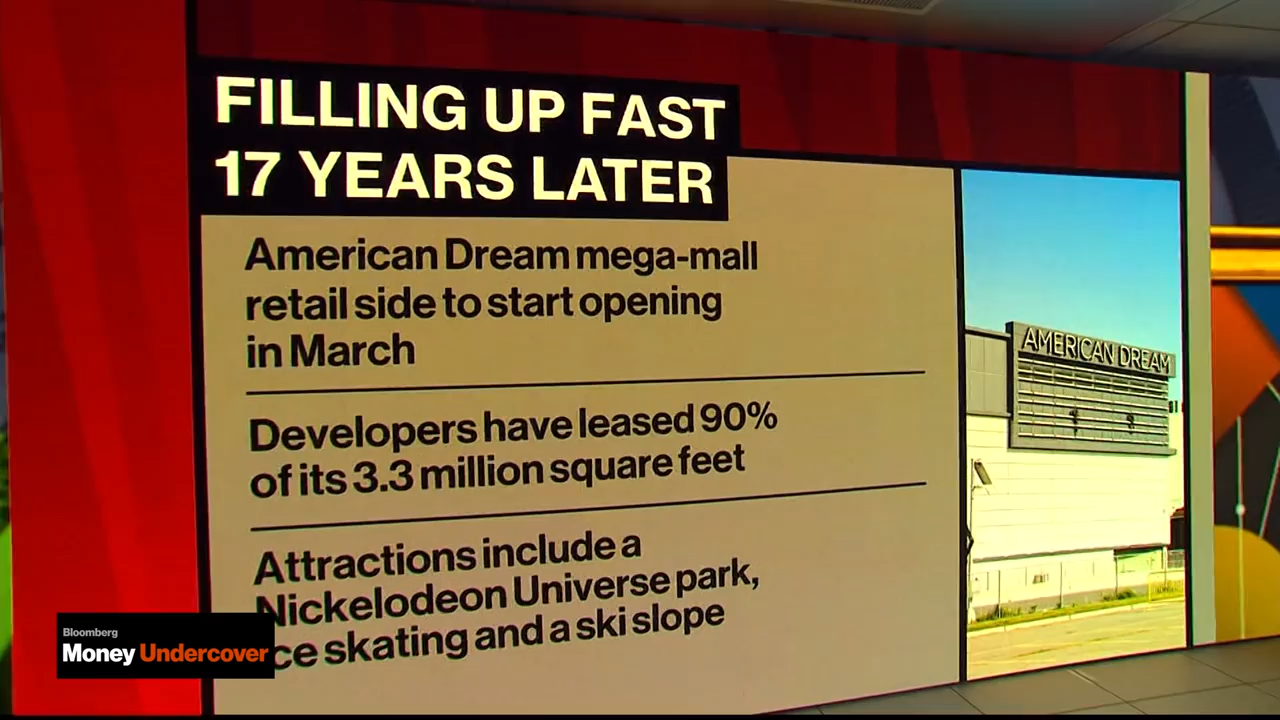 FILLING UP FAST
17 YEARS LATER
American Dream mega-mall
retail side to start opening
in March
Developers have leased 90%
of its 3.3 million square feet
Attractions include a
Nickelodeon Universe park,
ce skating and a ski slope
AMERICAN DREAM
Bloomberg
Money Undercover